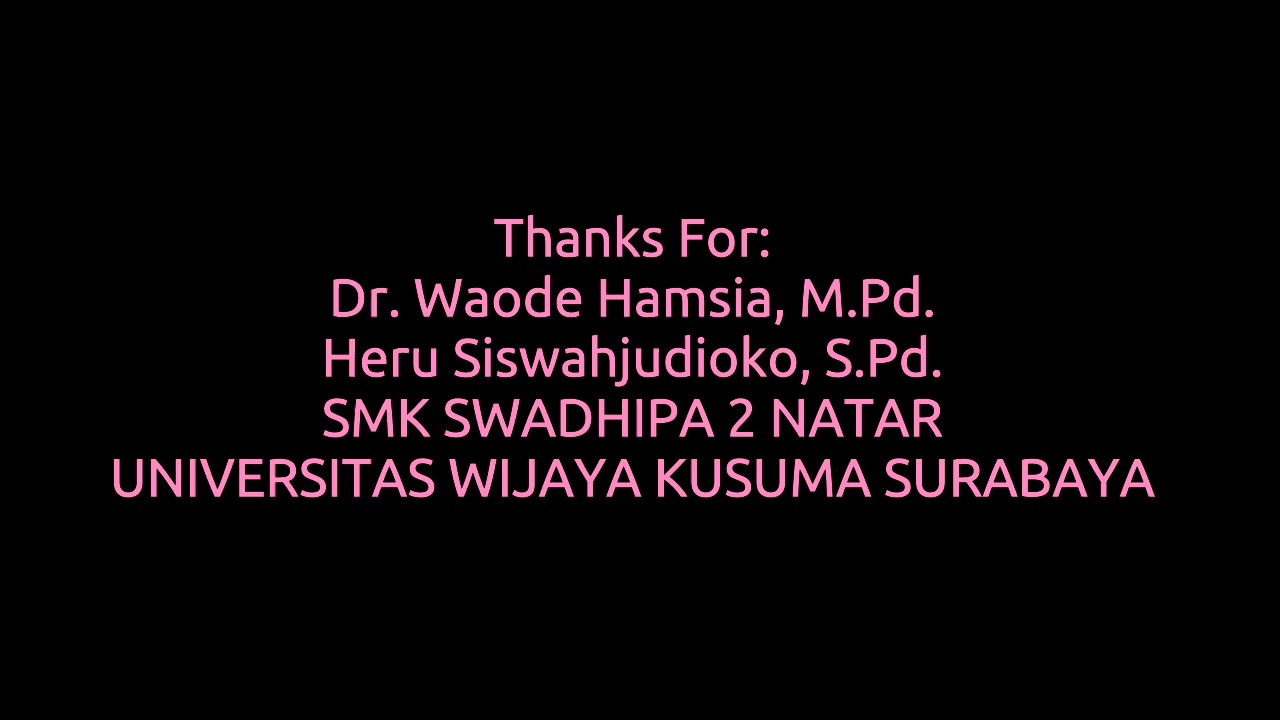 Thanks For:
Dr. Waode Hamsia, M.Pd.
Heru Siswahjudioko, S.Pd.
SMK SWADHIPA 2 NATAR
UNIVERSITAS WIJAYA KUSUMA SURABAYA